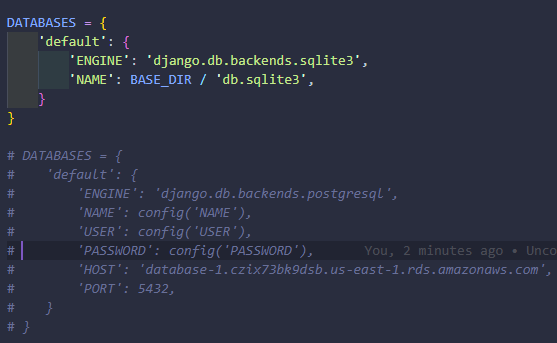 DATABASES = {
    'default': {
        'ENGINE': 'django.db.backends.sqlite3',
        'NAME': BASE_DIR / 'db.sqlite3',
    }
}
# DATABASES = {
#    'default': {
#        'ENGINE': 'django.db.backends.postgresql',
#        'NAME': config('NAME'),
#        'USER': config('USER'),
#        'PASSWORD': config('PASSWORD'),    You, 2 minutes ago • Unco
#        'HOST': 'database-1.czix73bk9dsb.us-east-1.rds.amazonaws.com',
#        'PORT': 5432,
#    }
# }